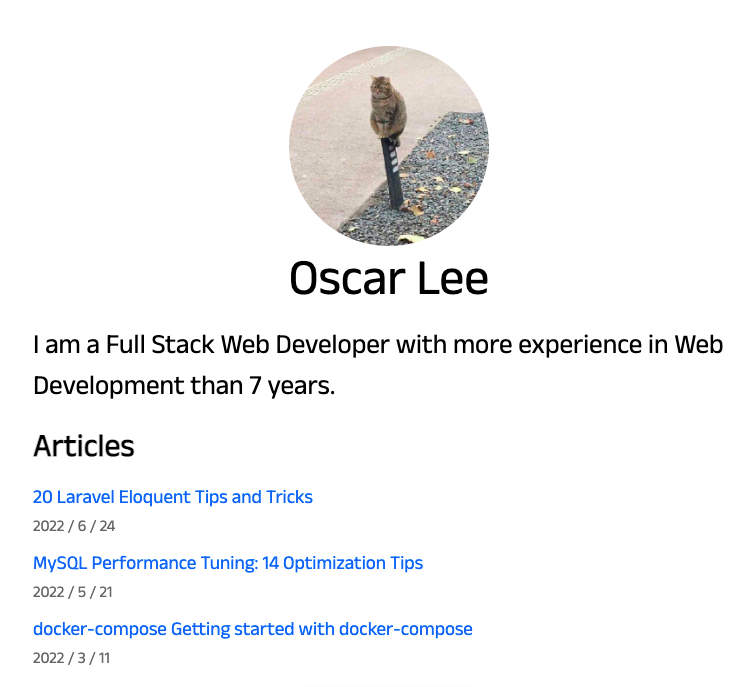 Oscar Lee
I am a Full Stack Web Developer with more experience in Web
Development than 7 years.
Articles
20 Laravel Eloquent Tips and Tricks
2022 / 6 / 24
MySQL Performance Tuning: 14 Optimization Tips
2022 / 5 / 21
docker-compose Getting started with docker-compose
2022 / 3 / 11